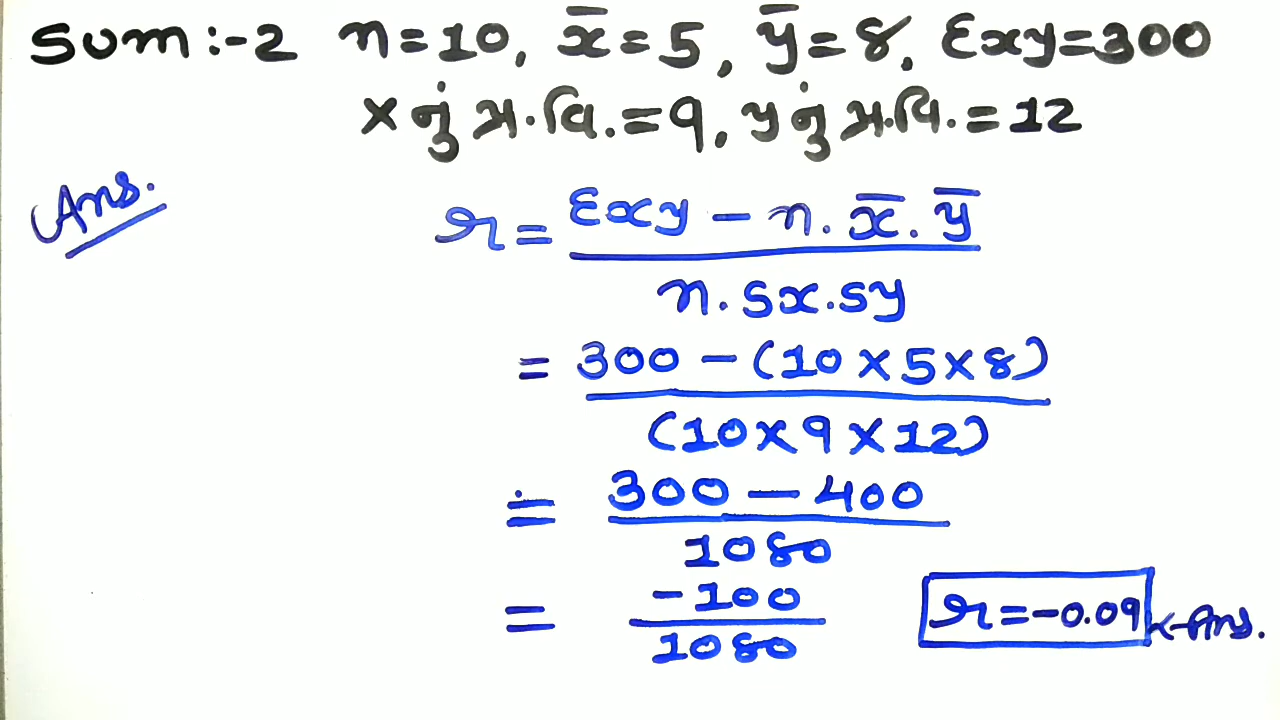 Sum:-2 n=10, x̅=5, y̅=8, Σxy=300
x નું પ્ર.વિ.=9, y નું પ્ર.વિ.=12
Ans.
r= Σxy - n.x̅.y̅
n.sx.sy
= 300 - (10×5×8)
(10×9×12)
= 300 - 400
1080
= -100
1080
r=-0.09 <-Ans.